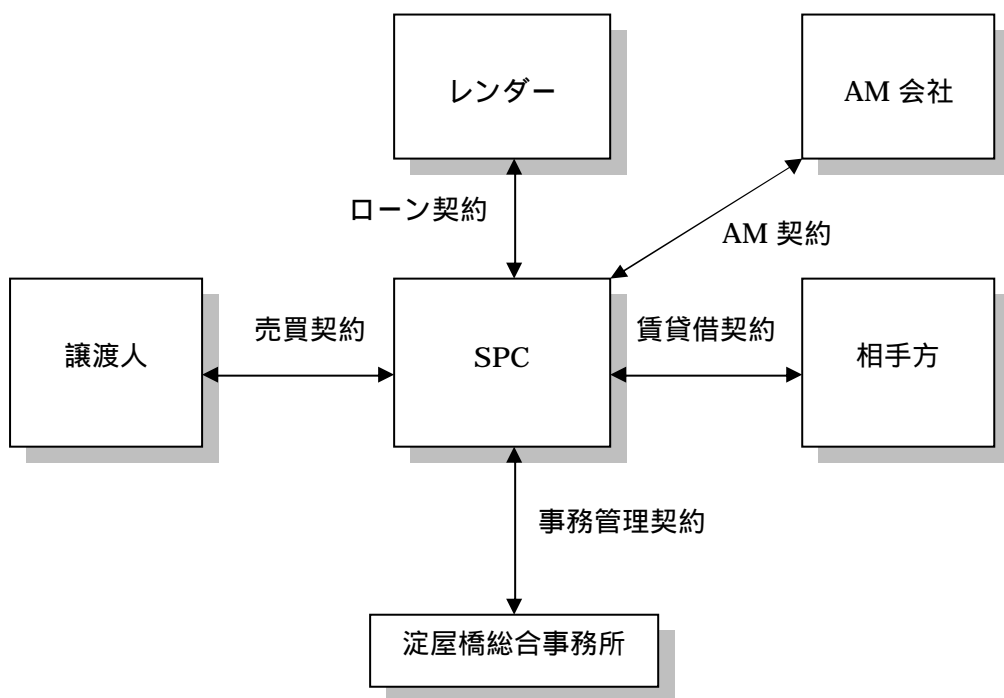 レンダー
AM 会社
ローン契約
AM 契約
譲渡人
売買契約
SPC
賃貸借契約
相手方
事務管理契約
淀屋橋総合事務所